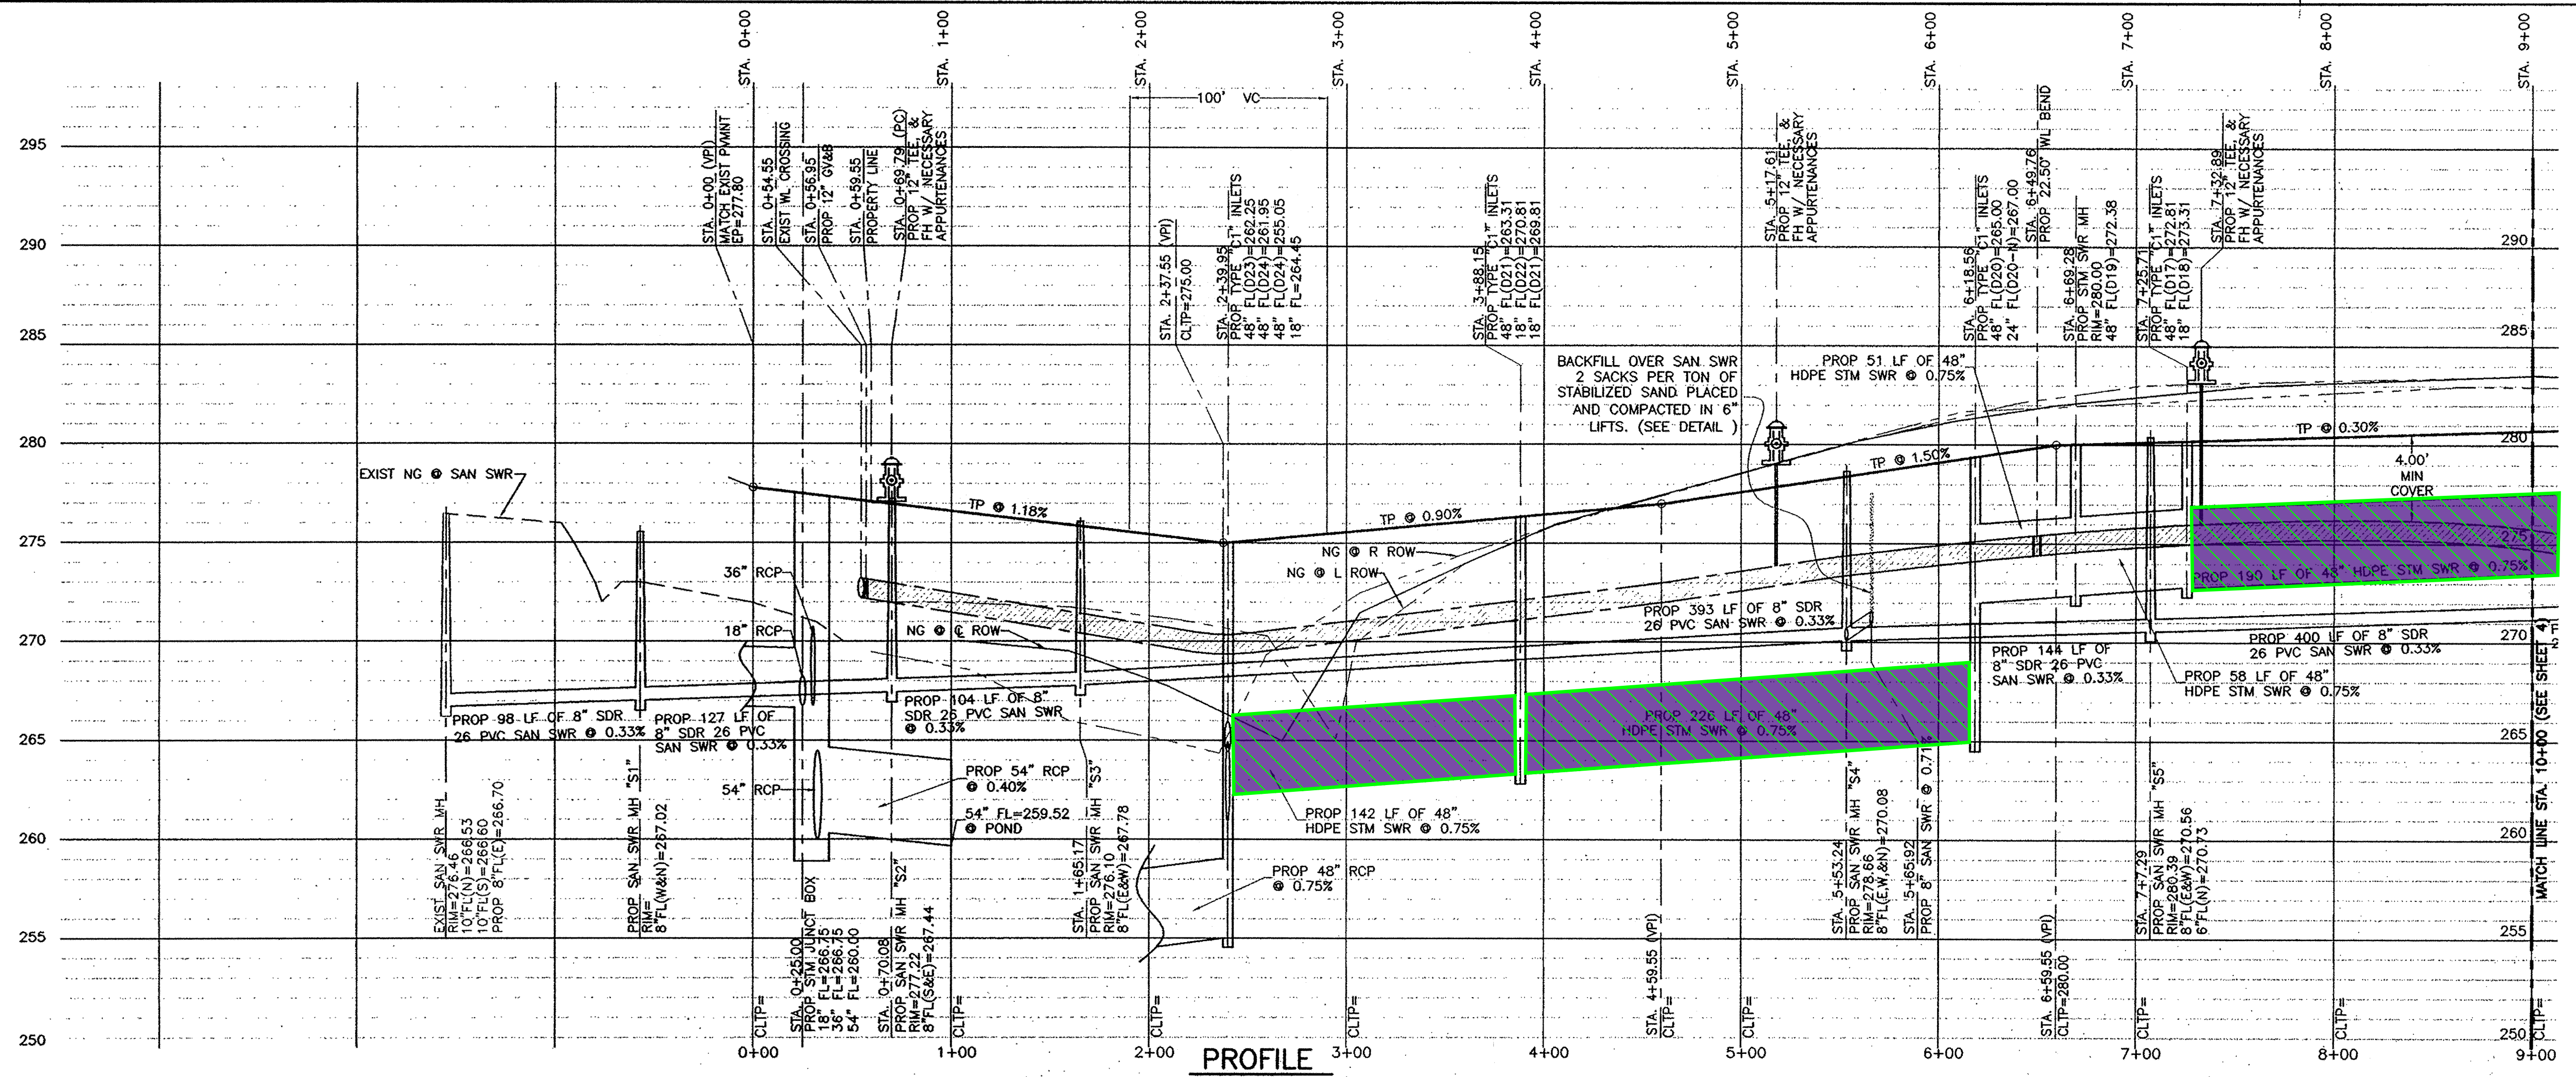 STA. 0+00
STA. 1+00
STA. 2+00
STA. 3+00
STA. 4+00
STA. 5+00
STA. 6+00
STA. 7+00
STA. 8+00
STA. 9+00
100' VC
295
290
285
280
275
270
265
260
255
250
STA. 0+00 (VPI)
MATCH EXIST PVMNT
EP=277.80
STA. 0+54.55
EXIST WL CROSSING
STA. 0+56.95
PROP 12" GV&B
STA. 0+59.55
PROPERTY LINE
STA. 0+69.79 (PC)
PROP 12" TEE, &
FH W/ NECESSARY
APPURTENANCES
STA. 2+37.55 (VPI)
CLTP=275.00
STA. 2+39.95
PROP TYPE "C1" INLETS
48" FL(D23)=262.25
48" FL(D24)=261.95
48" FL(D24)=255.05
18" FL=264.45
STA. 3+88.15
PROP TYPE "C1" INLETS
48" FL(D21)=263.31
18" FL(D22)=270.81
18" FL(D21)=269.81
STA. 5+17.61
PROP 12" TEE, &
FH W/ NECESSARY
APPURTENANCES
STA. 6+18.56
PROP TYPE "C1" INLETS
48" FL(D20)=265.00
24" FL(D20-N)=267.00
STA. 6+49.76
PROP 22.50° WL BEND
STA. 6+69.28
PROP STM SWR MH
RIM=280.00
48" FL(D19)=272.38
STA. 7+25.71
PROP TYPE "C1" INLETS
48" FL(D17)=272.81
18" FL(D18)=273.31
STA. 7+32.89
PROP 12" TEE, &
FH W/ NECESSARY
APPURTENANCES
290
285
280
275
270
265
260
255
250
BACKFILL OVER SAN SWR
2 SACKS PER TON OF
STABILIZED SAND PLACED
AND COMPACTED IN 6"
LIFTS. (SEE DETAIL )
PROP 51 LF OF 48"
HDPE STM SWR @ 0.75%
EXIST NG @ SAN SWR
TP @ 1.18%
TP @ 0.90%
TP @ 1.50%
TP @ 0.30%
4.00'
MIN
COVER
NG @ R ROW
NG @ L ROW
36" RCP
18" RCP
NG @ ℄ ROW
PROP 393 LF OF 8" SDR
26 PVC SAN SWR @ 0.33%
PROP 190 LF OF 48" HDPE STM SWR @ 0.75%
PROP 144 LF OF
8" SDR 26 PVC
SAN SWR @ 0.33%
PROP 400 LF OF 8" SDR
26 PVC SAN SWR @ 0.33%
PROP 58 LF OF 48"
HDPE STM SWR @ 0.75%
PROP 98 LF OF 8" SDR
26 PVC SAN SWR @ 0.33%
PROP 127 LF OF
8" SDR 26 PVC
SAN SWR @ 0.33%
PROP 104 LF OF 8"
SDR 26 PVC SAN SWR
@ 0.33%
PROP 226 LF OF 48"
HDPE STM SWR @ 0.75%
54" RCP
PROP 54" RCP
@ 0.40%
54" FL=259.52
@ POND
PROP 142 LF OF 48"
HDPE STM SWR @ 0.75%
PROP 48" RCP
@ 0.75%
EXIST SAN SWR MH
RIM=276.46
10"FL(N)=266.53
10"FL(S)=266.60
PROP 8"FL(E)=266.70
PROP SAN SWR MH "S1"
RIM=
8"FL(W&N)=267.02
STA. 0+25.00
PROP STM JUNCT BOX
18" FL=266.75
36" FL=266.75
54" FL=260.00
STA. 0+70.08
PROP SAN SWR MH "S2"
RIM=277.22
8"FL(S&E)=267.44
STA. 1+65.17
PROP SAN SWR MH "S3"
RIM=276.10
8"FL(E&W)=267.78
STA. 4+59.55 (VPI)
STA. 5+53.24
PROP SAN SWR MH "S4"
RIM=278.66
8"FL(E,W,&N)=270.08
STA. 5+65.92
PROP 8" SAN SWR @ 0.71%
STA. 6+59.55 (VPI)
CLTP=280.00
STA. 7+7.29
PROP SAN SWR MH "S5"
RIM=280.39
8"FL(E&W)=270.56
6"FL(N)=270.73
MATCH LINE STA. 10+00 (SEE SHEET 4)
CLTP=
CLTP=
CLTP=
CLTP=
CLTP=
CLTP=
CLTP=
CLTP=
CLTP=
0+00
1+00
2+00
3+00
4+00
5+00
6+00
7+00
8+00
9+00
PROFILE